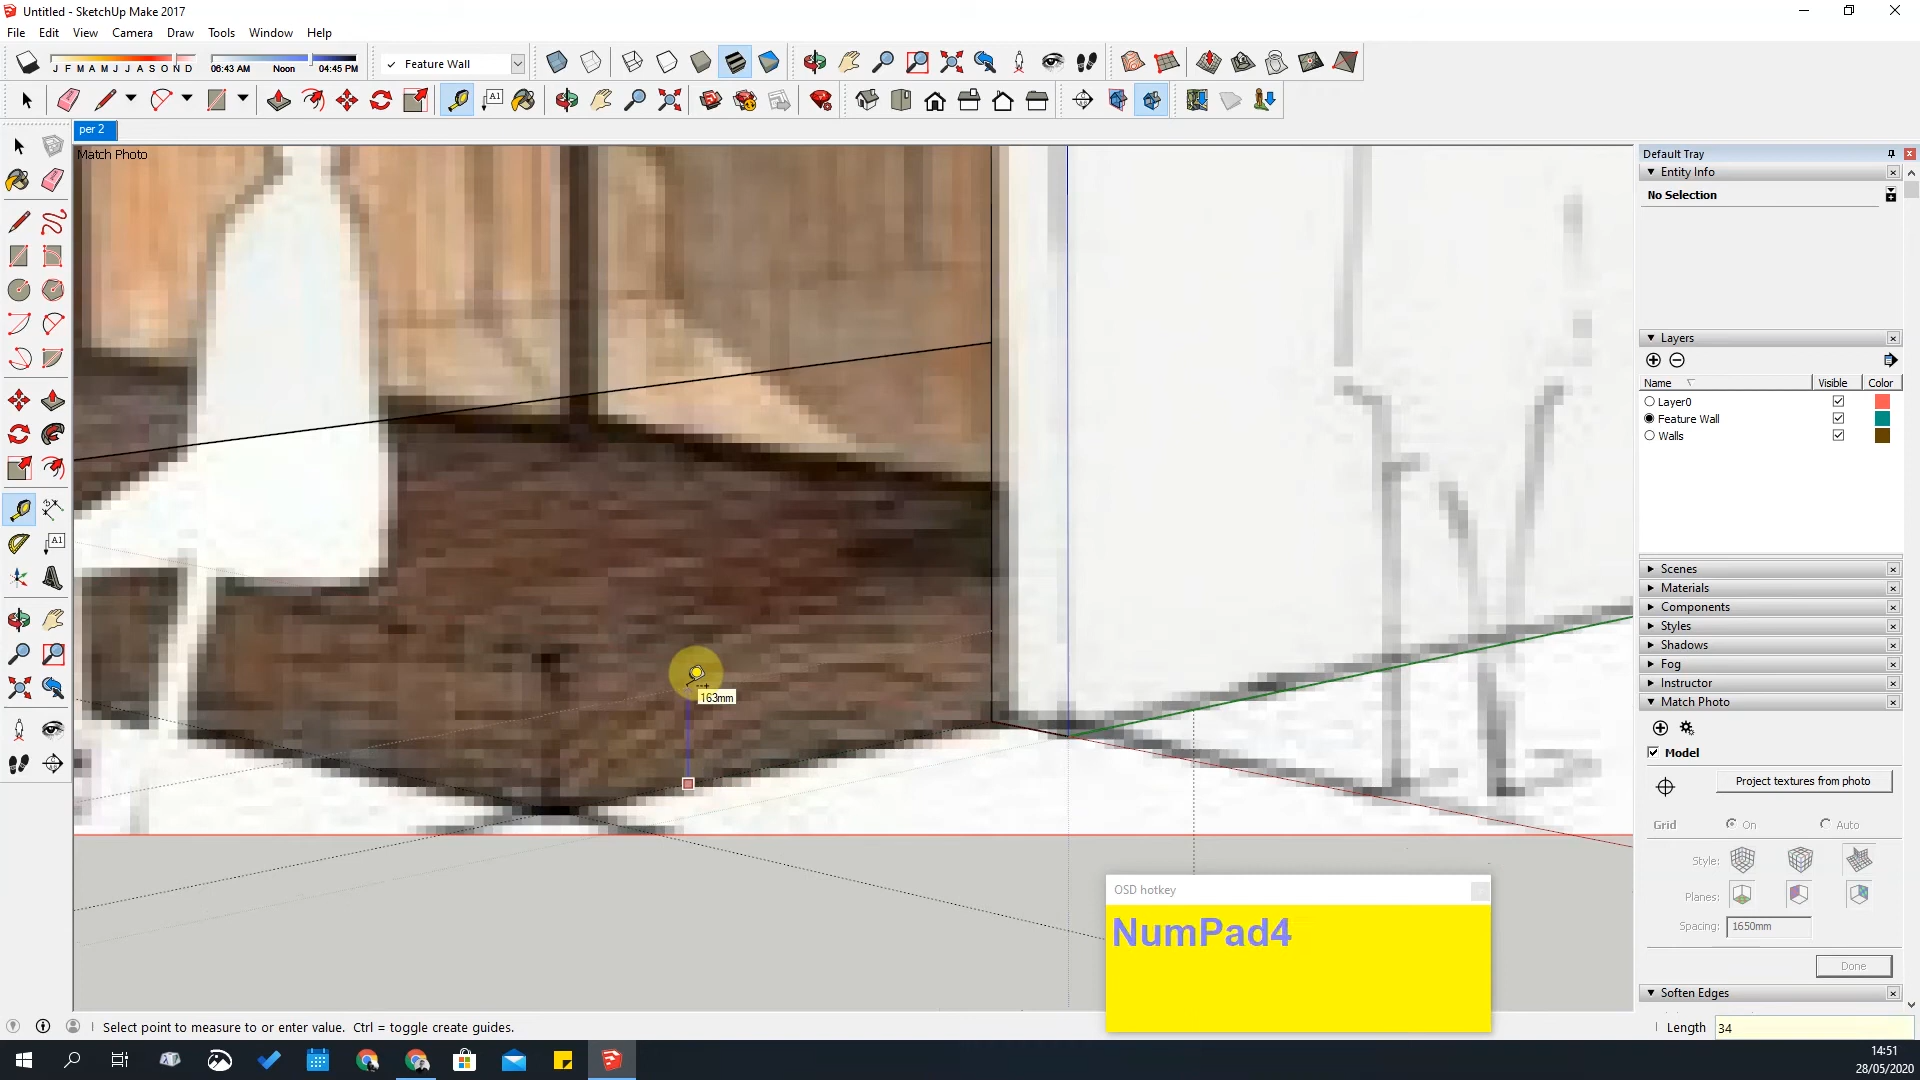 Untitled - SketchUp Make 2017
File Edit View Camera Draw Tools Window Help
J F M A M J J A S O N D
06:43 AM Noon 04:45 PM
✓ Feature Wall
A1
per 2
Match Photo
A1
163mm
Default Tray
Entity Info
No Selection
Layers
Name Visible Color
Layer0
Feature Wall
Walls
Scenes
Materials
Components
Styles
Shadows
Fog
Instructor
Match Photo
Model
Project textures from photo
Grid On Auto
Style:
Planes:
Spacing: 1650mm
Done
Soften Edges
OSD hotkey
NumPad4
Select point to measure to or enter value. Ctrl = toggle create guides.
Length 34
14:51
28/05/2020